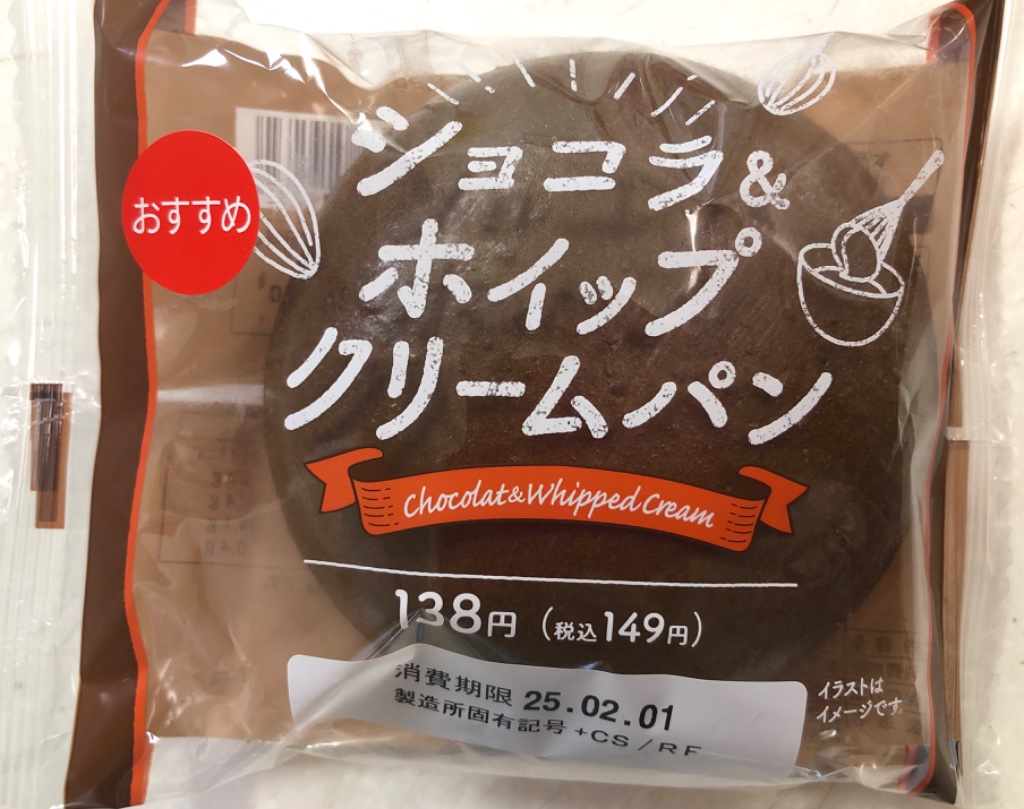 おすすめ
ショコラ&
ホイップ
クリームパン
Chocolat&Whipped Cream
138円(税込149円)
消費期限 25.02.01
製造所固有記号 +CS/RF
イラストは
イメージです。